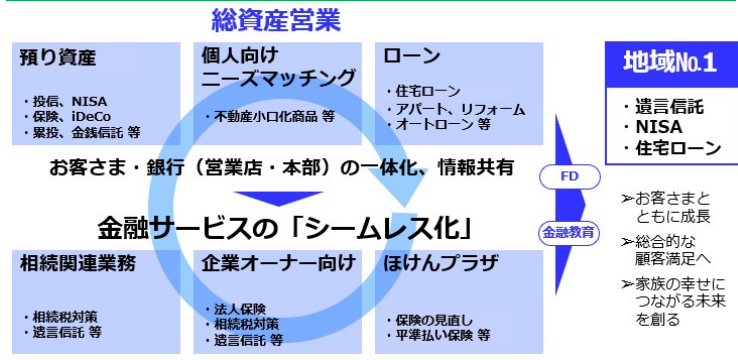 総資産営業
預り資産
・投信、NISA
・保険、iDeCo
・累投、金銭信託 等
個人向け
ニーズマッチング
・不動産小口化商品 等
ローン
・住宅ローン
・アパート、リフォーム
・オートローン 等
お客さま・銀行（営業店・本部）の一体化、情報共有
金融サービスの「シームレス化」
相続関連業務
・相続税対策
・遺言信託 等
企業オーナー向け
・法人保険
・相続税対策
・遺言信託 等
ほけんプラザ
・保険の見直し
・平準払い保険 等
FD
金融教育
地域No.1
・遺言信託
・NISA
・住宅ローン
➢お客さまと
ともに成長
➢総合的な
顧客満足へ
➢家族の幸せに
つながる未来
を創る